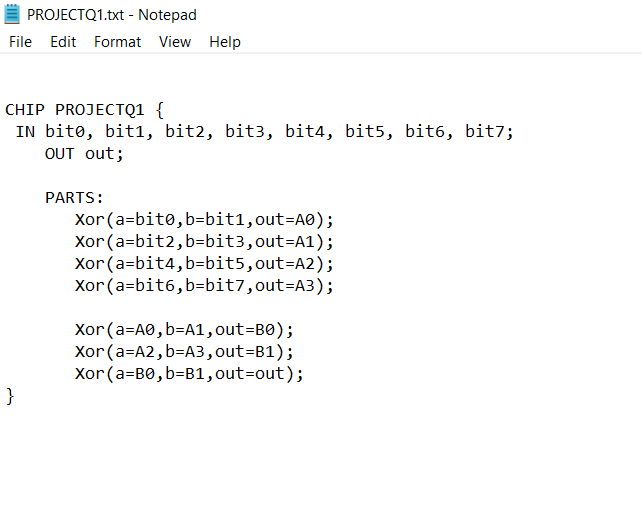 PROJECTQ1.txt - Notepad
File Edit Format View Help
CHIP PROJECTQ1 {
IN bit0, bit1, bit2, bit3, bit4, bit5, bit6, bit7;
OUT out;
PARTS:
Xor(a=bit0,b=bit1,out=A0);
Xor(a=bit2,b=bit3,out=A1);
Xor(a=bit4,b=bit5,out=A2);
Xor(a=bit6,b=bit7,out=A3);
Xor(a=A0,b=A1,out=B0);
Xor(a=A2,b=A3,out=B1);
Xor(a=B0,b=B1,out=out);
}